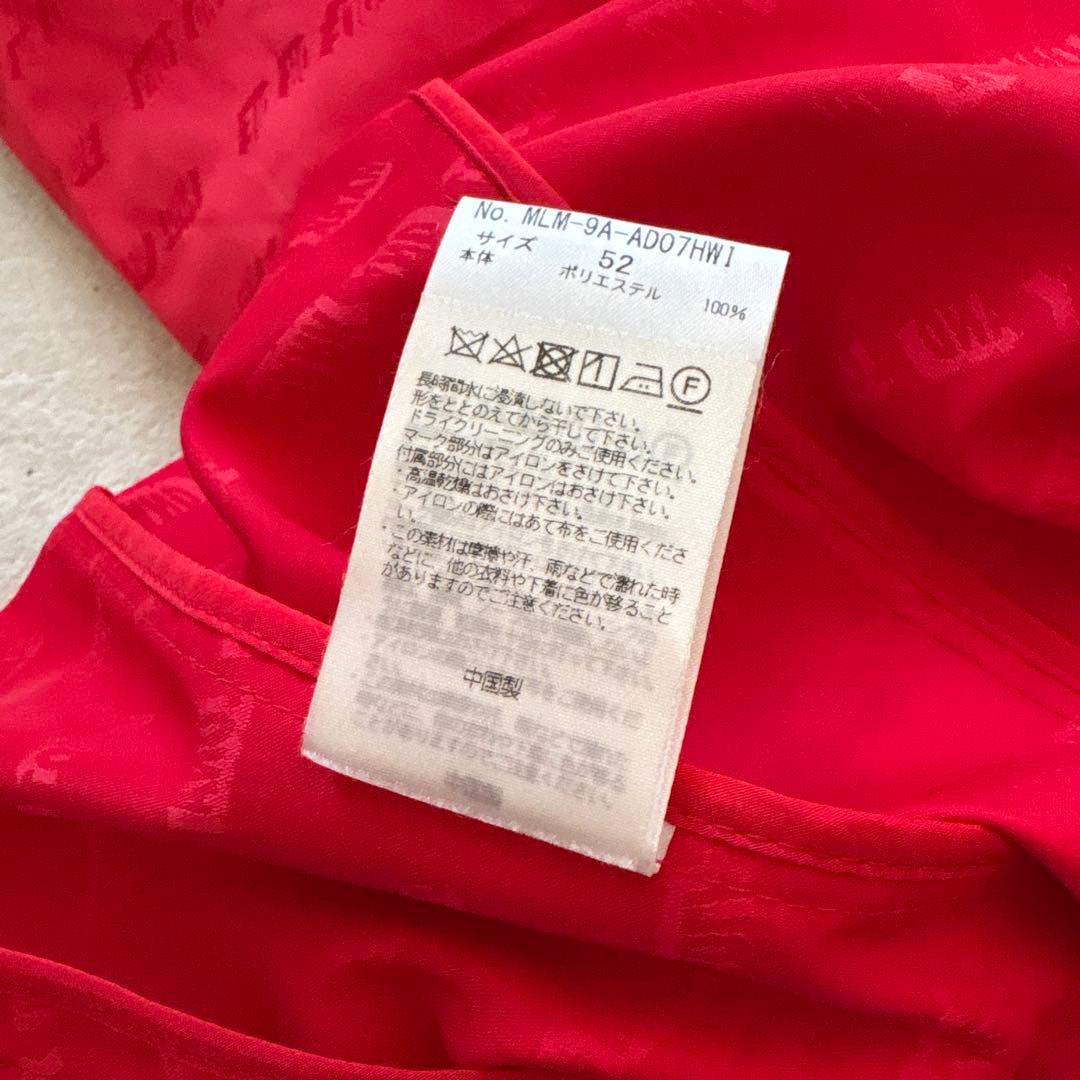 No. MLM-9A-AD07HWI
サイズ 52
本体 ポリエステル 100%
F
長時間水に浸漬しないで下さい。
形をととのえてから干して下さい。
ドライクリーニングのみご使用ください。
マーク部分はアイロンをさけて下さい。
付属部分にはアイロンはおさけ下さい。
・高温乾燥はおさけ下さい。
・アイロンの際にはあて布をご使用くださ
い。
・この素材は摩擦や汗、雨などで濡れた時
などに、他の衣料や下着に色が移ること
がありますのでご注意ください。
中国製